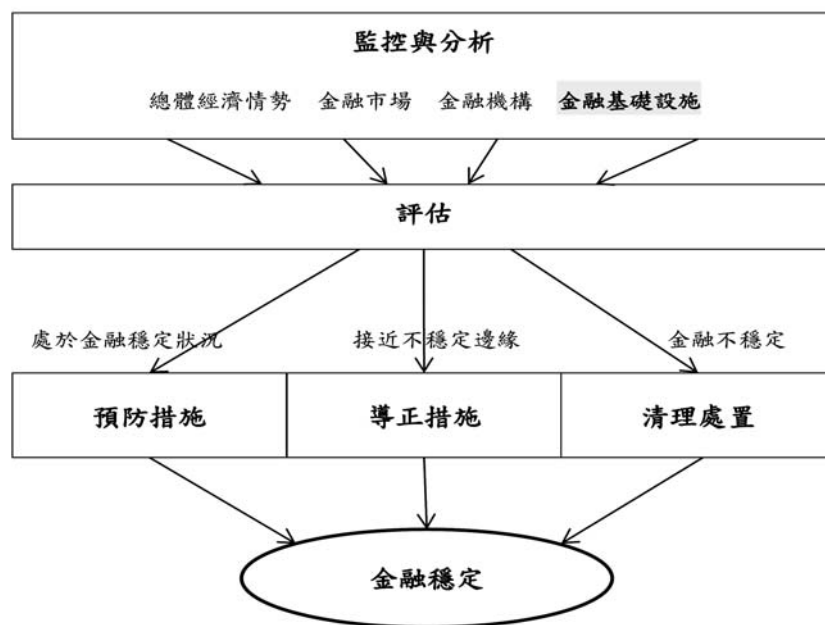 監控與分析
總體經濟情勢 金融市場 金融機構 金融基礎設施
評估
處於金融穩定狀況 接近不穩定邊緣 金融不穩定
預防措施 導正措施 清理處置
金融穩定